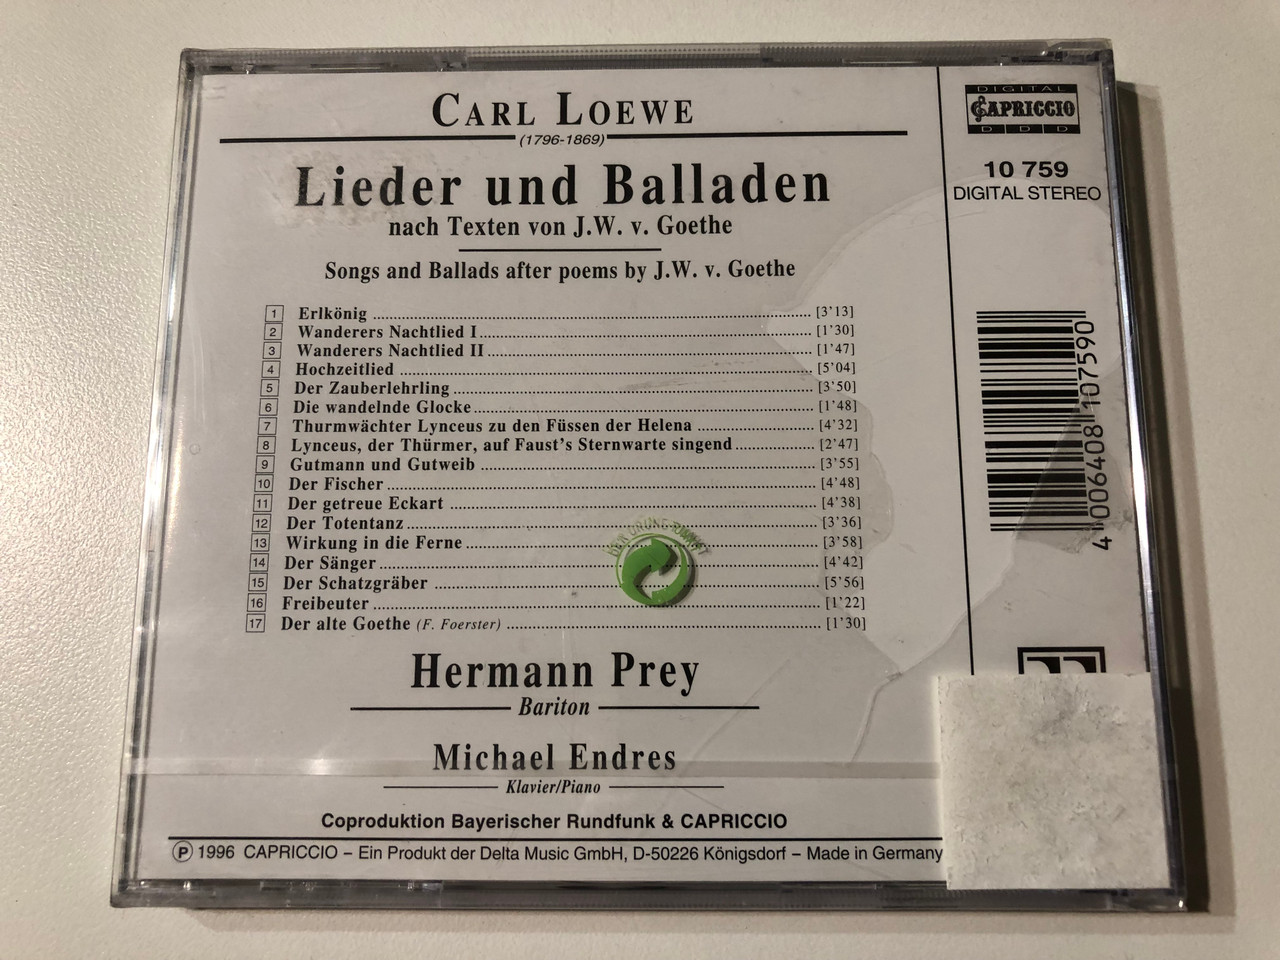 CARL LOEWE
(1796-1869)
Lieder und Balladen
nach Texten von J.W. v. Goethe
Songs and Ballads after poems by J.W. v. Goethe
1 Erlkönig [3'13]
2 Wanderers Nachtlied I [1'30]
3 Wanderers Nachtlied II [1'47]
4 Hochzeitlied [5'04]
5 Der Zauberlehrling [3'50]
6 Die wandelnde Glocke [1'48]
7 Thurmwächter Lynceus zu den Füssen der Helena [4'32]
8 Lynceus, der Thürmer, auf Faust's Sternwarte singend [2'47]
9 Gutmann und Gutweib [3'55]
10 Der Fischer [4'48]
11 Der getreue Eckart [4'38]
12 Der Totentanz [3'36]
13 Wirkung in die Ferne [3'58]
14 Der Sänger [4'42]
15 Der Schatzgräber [5'56]
16 Freibeuter [1'22]
17 Der alte Goethe (F. Foerster) [1'30]
DER GRÜNE PUNKT
Hermann Prey
Bariton
Michael Endres
Klavier/Piano
Coproduktion Bayerischer Rundfunk & CAPRICCIO
Ⓟ 1996 CAPRICCIO – Ein Produkt der Delta Music GmbH, D-50226 Königsdorf – Made in Germany
DIGITAL
CAPRICCIO
D D D
10 759
DIGITAL STEREO
4 006408 107590